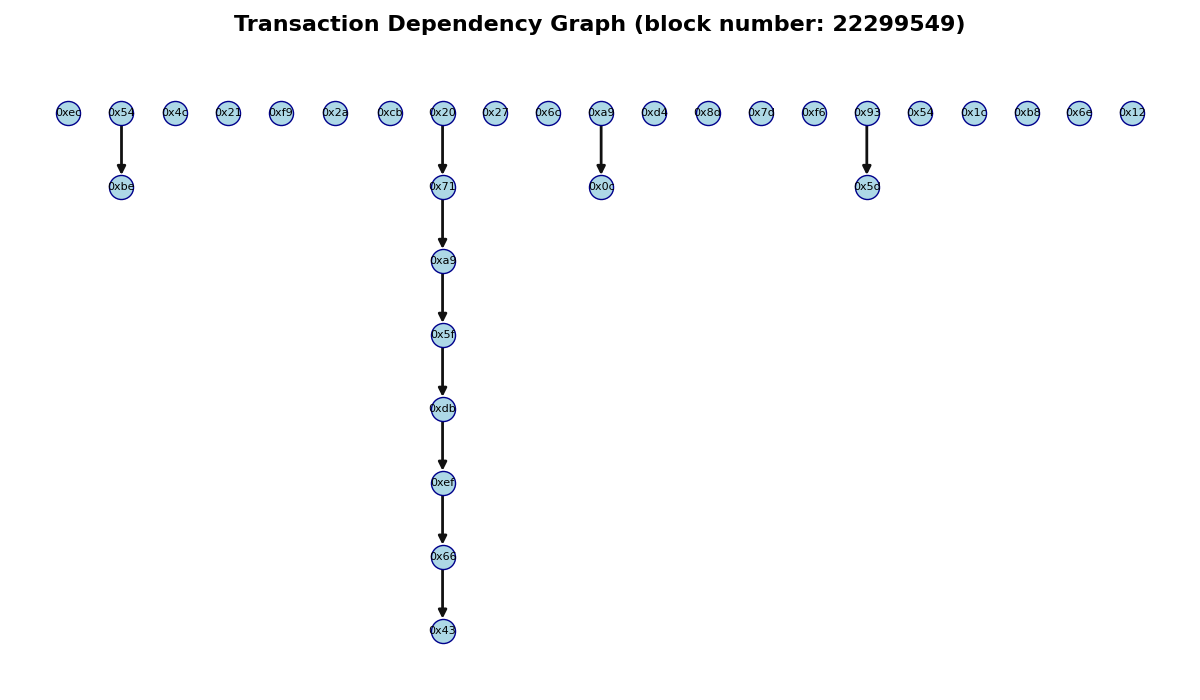 Transaction Dependency Graph (block number: 22299549)
0xec 0x54 0x4c 0x21 0xf9 0x2a 0xcb 0x20 0x27 0x6c 0xa9 0xd4 0x8d 0x7d 0xf6 0x93 0x54 0x1c 0xb8 0x6e 0x12
0xbe 0x71 0x0c 0x5d
0xa9
0x5f
0xdb
0xef
0x66
0x43